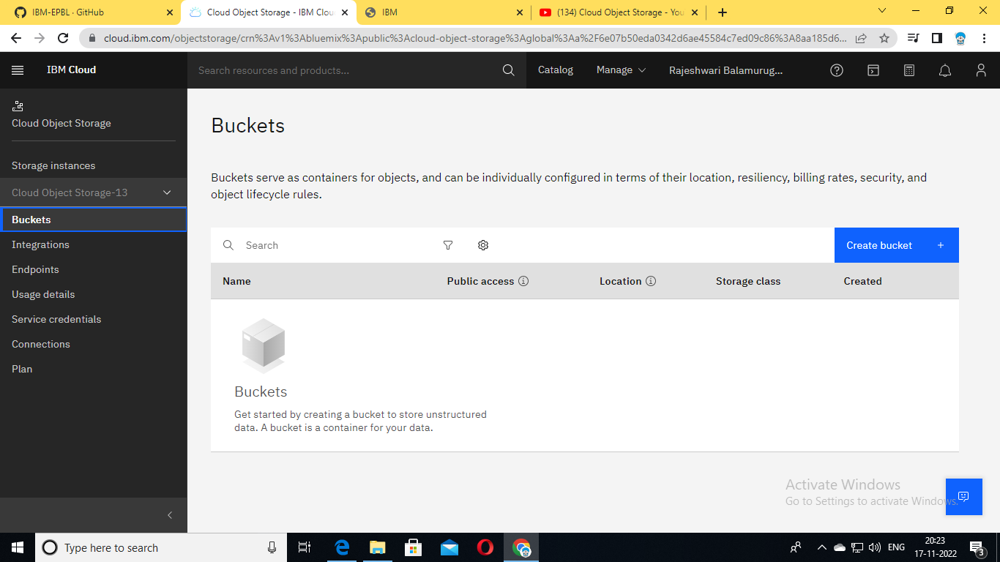 IBM-EPBL · GitHub
Cloud Object Storage - IBM Clou
IBM
(134) Cloud Object Storage - You
cloud.ibm.com/objectstorage/crn%3Av1%3Abluemix%3Apublic%3Acloud-object-storage%3Aglobal%3Aa%2F6e07b50eda0342d6ae45584c7ed09c86%3A8aa185d6...
IBM Cloud
Search resources and products...
Catalog
Manage
Rajeshwari Balamurug...
Cloud Object Storage
Storage instances
Cloud Object Storage-13
Buckets
Integrations
Endpoints
Usage details
Service credentials
Connections
Plan
Buckets
Buckets serve as containers for objects, and can be individually configured in terms of their location, resiliency, billing rates, security, and
object lifecycle rules.
Search
Create bucket +
Name Public access Location Storage class Created
Buckets
Get started by creating a bucket to store unstructured
data. A bucket is a container for your data.
Activate Windows
Go to Settings to activate Windows.
Type here to search
ENG
20:23
17-11-2022
3